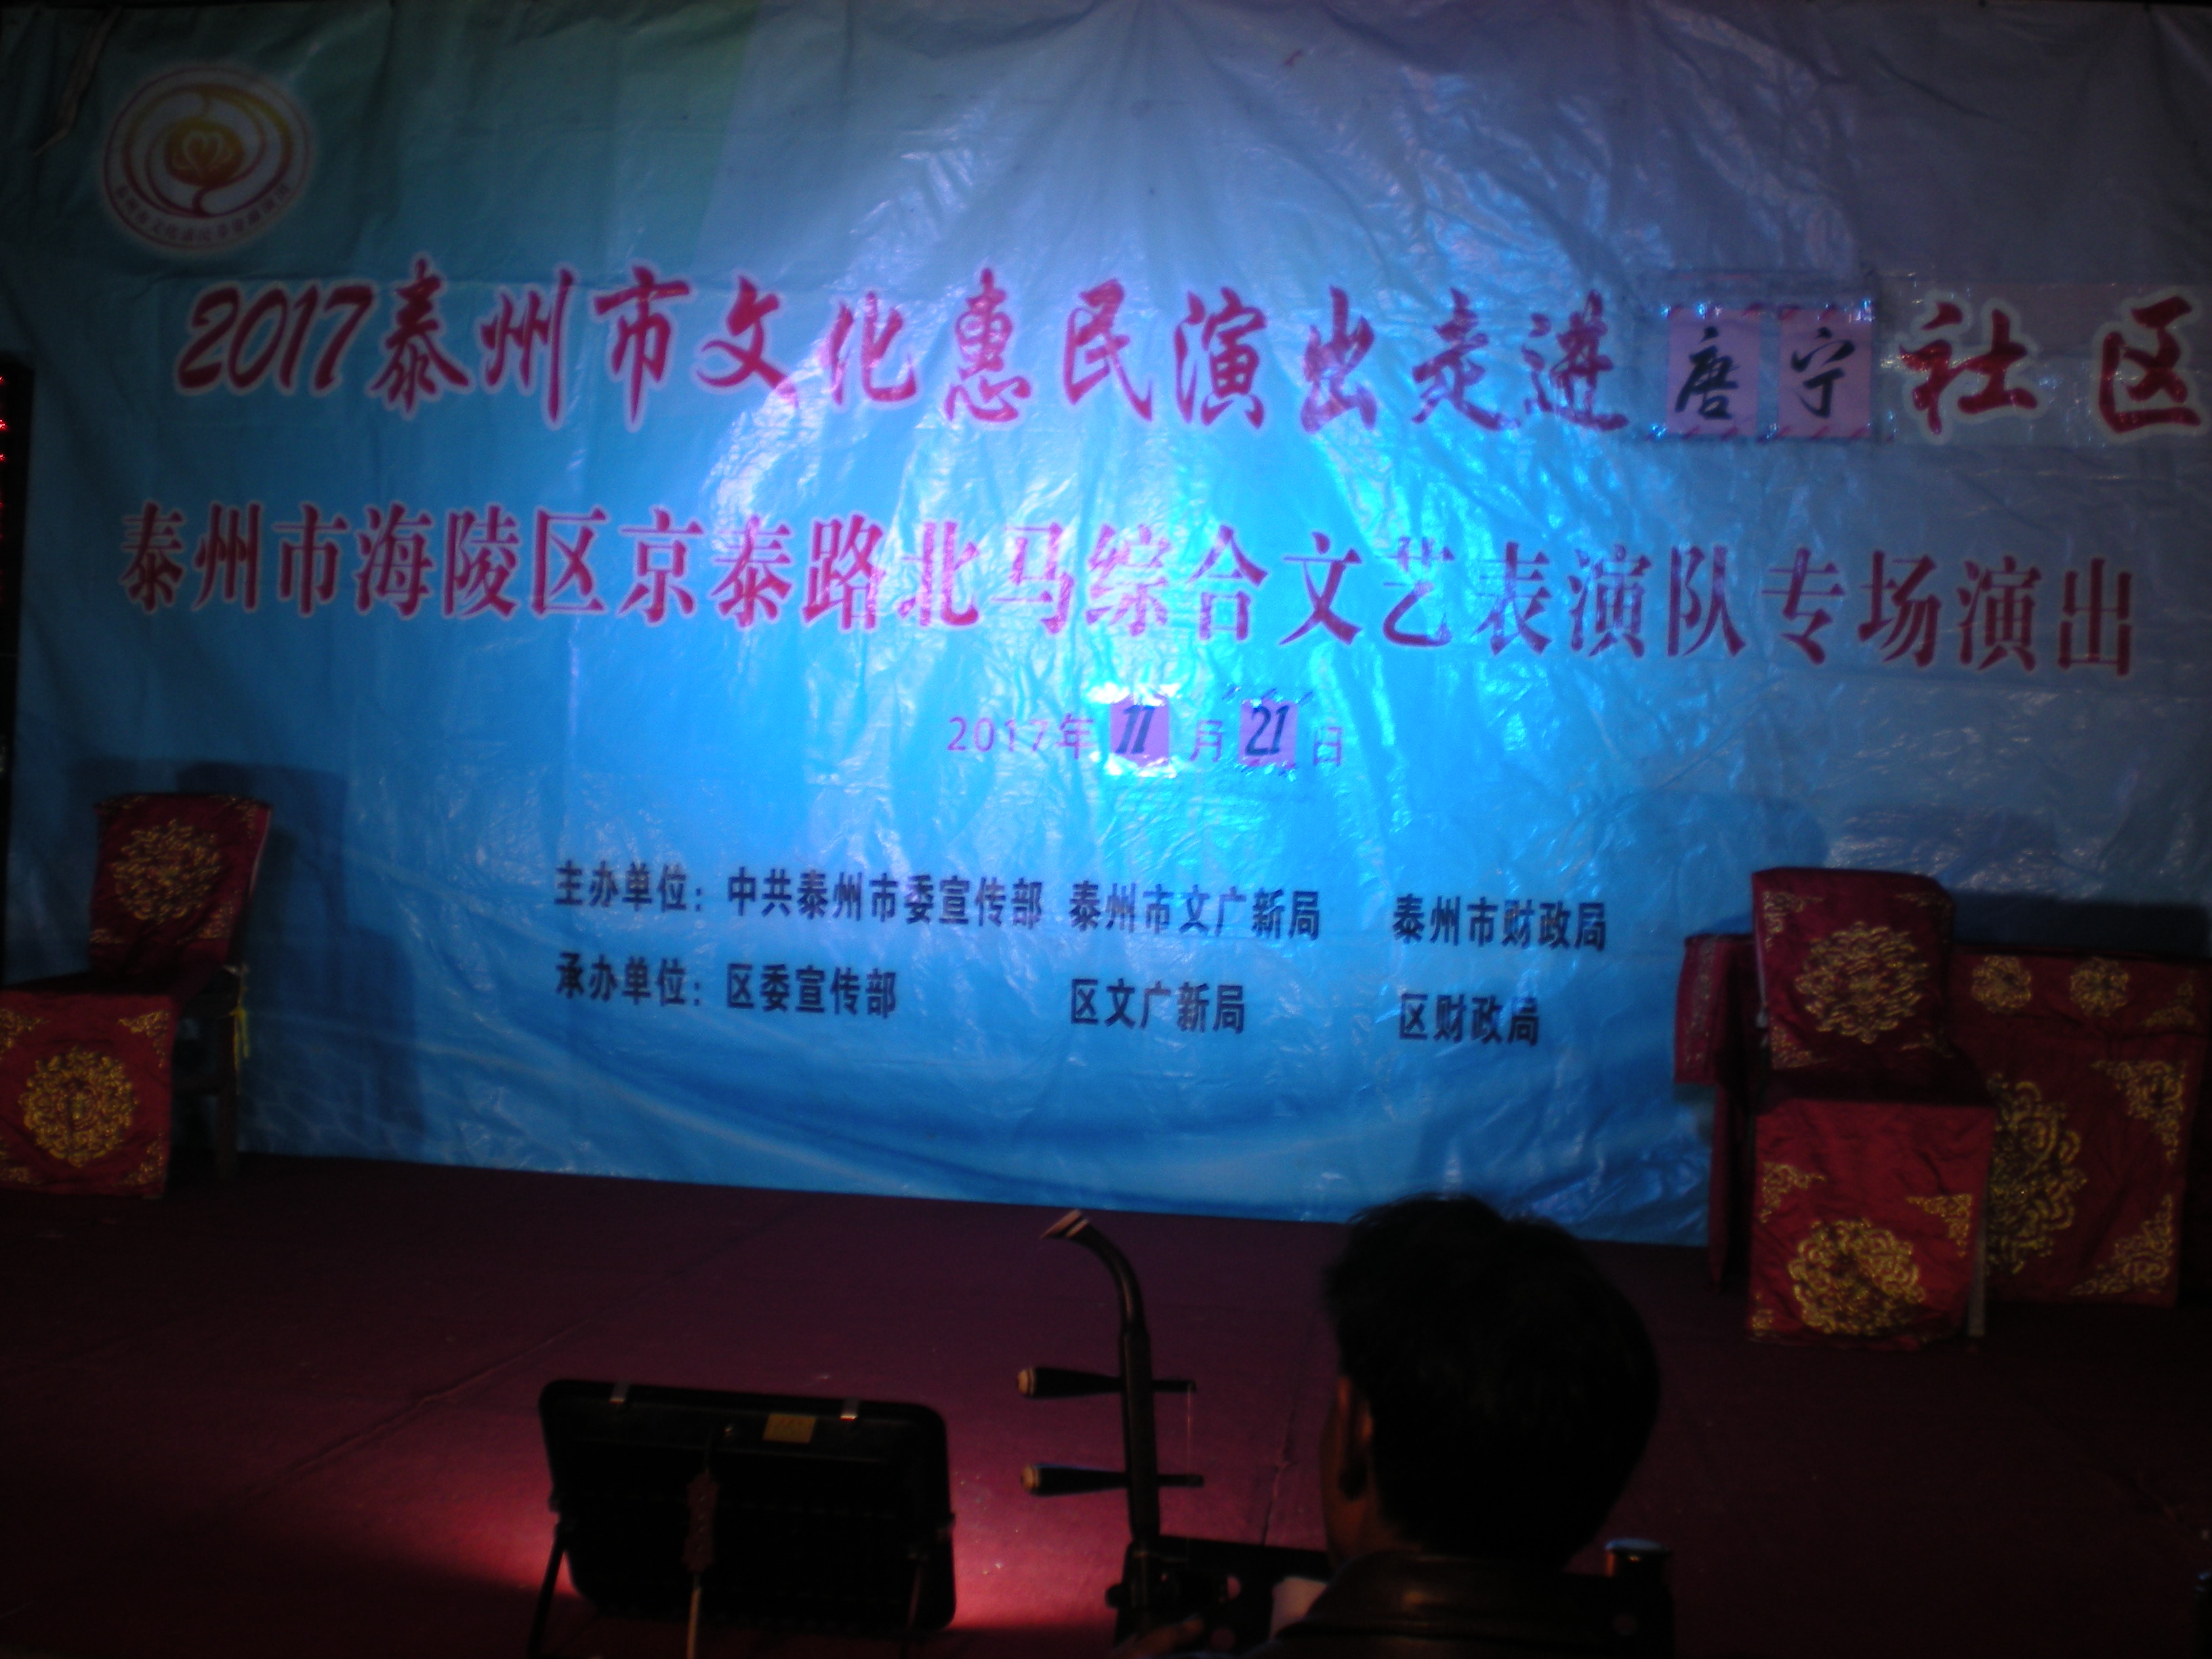 2017泰州市文化惠民演出走进唐宁社区
泰州市海陵区京泰路北马综合文艺表演队专场演出
2017年11月21日
主办单位：中共泰州市委宣传部 泰州市文广新局 泰州市财政局
承办单位：区委宣传部 区文广新局 区财政局